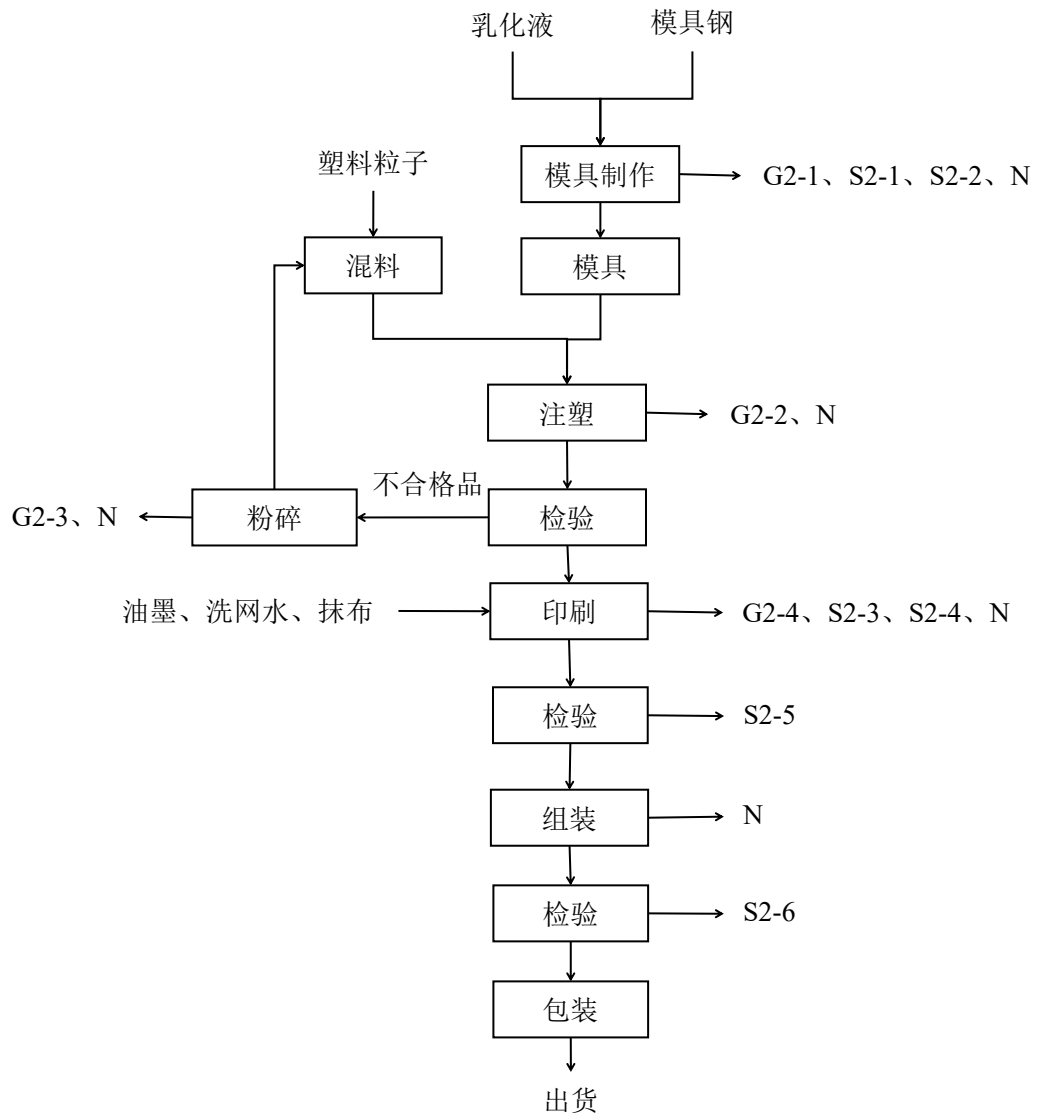 乳化液
模具钢
塑料粒子
模具制作
G2-1、S2-1、S2-2、N
混料
模具
注塑
G2-2、N
不合格品
G2-3、N
粉碎
检验
油墨、洗网水、抹布
印刷
G2-4、S2-3、S2-4、N
检验
S2-5
组装
N
检验
S2-6
包装
出货